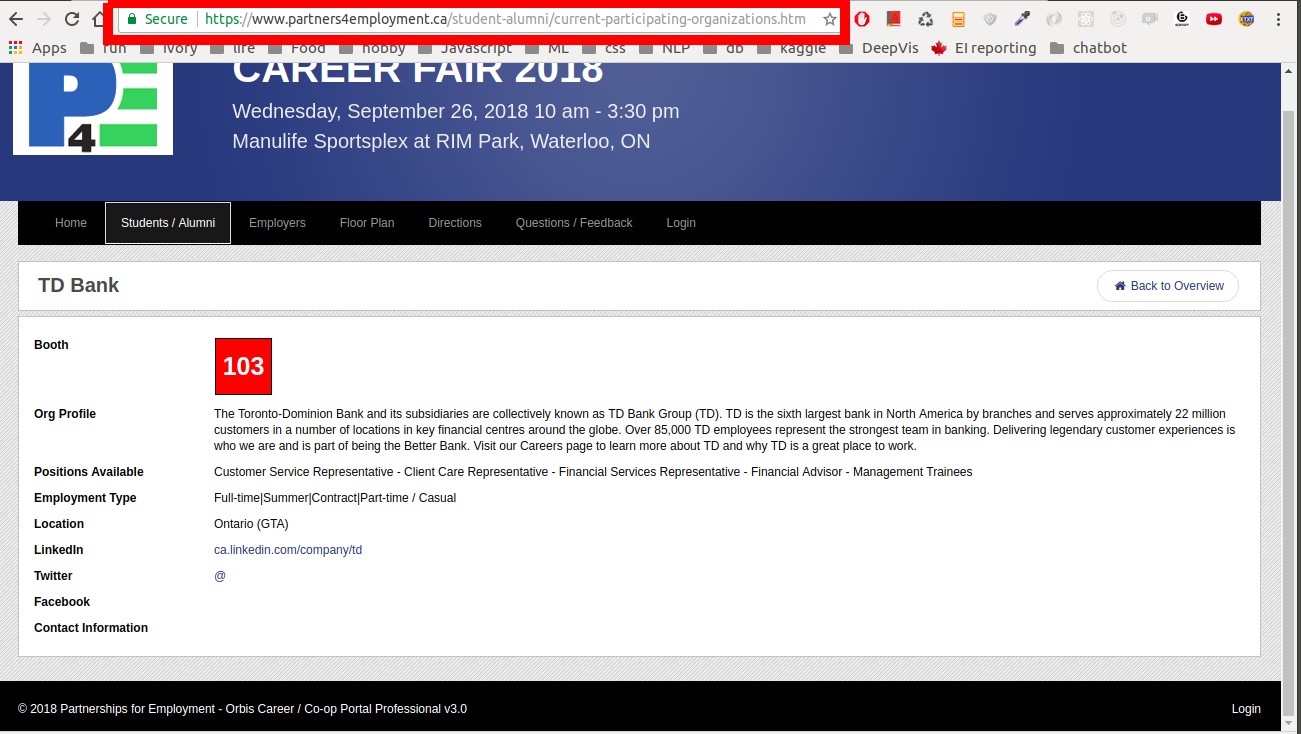 Secure https://www.partners4employment.ca/student-alumni/current-participating-organizations.htm
Apps fun ivory life Food hobby Javascript ML css NLP db kaggle DeepVis EI reporting chatbot
P4E
CAREER FAIR 2018
Wednesday, September 26, 2018 10 am - 3:30 pm
Manulife Sportsplex at RIM Park, Waterloo, ON
Home Students / Alumni Employers Floor Plan Directions Questions / Feedback Login
TD Bank Back to Overview
Booth 103
Org Profile The Toronto-Dominion Bank and its subsidiaries are collectively known as TD Bank Group (TD). TD is the sixth largest bank in North America by branches and serves approximately 22 million
customers in a number of locations in key financial centres around the globe. Over 85,000 TD employees represent the strongest team in banking. Delivering legendary customer experiences is
who we are and is part of being the Better Bank. Visit our Careers page to learn more about TD and why TD is a great place to work.
Positions Available Customer Service Representative - Client Care Representative - Financial Services Representative - Financial Advisor - Management Trainees
Employment Type Full-time|Summer|Contract|Part-time / Casual
Location Ontario (GTA)
LinkedIn ca.linkedin.com/company/td
Twitter @
Facebook
Contact Information
© 2018 Partnerships for Employment - Orbis Career / Co-op Portal Professional v3.0 Login